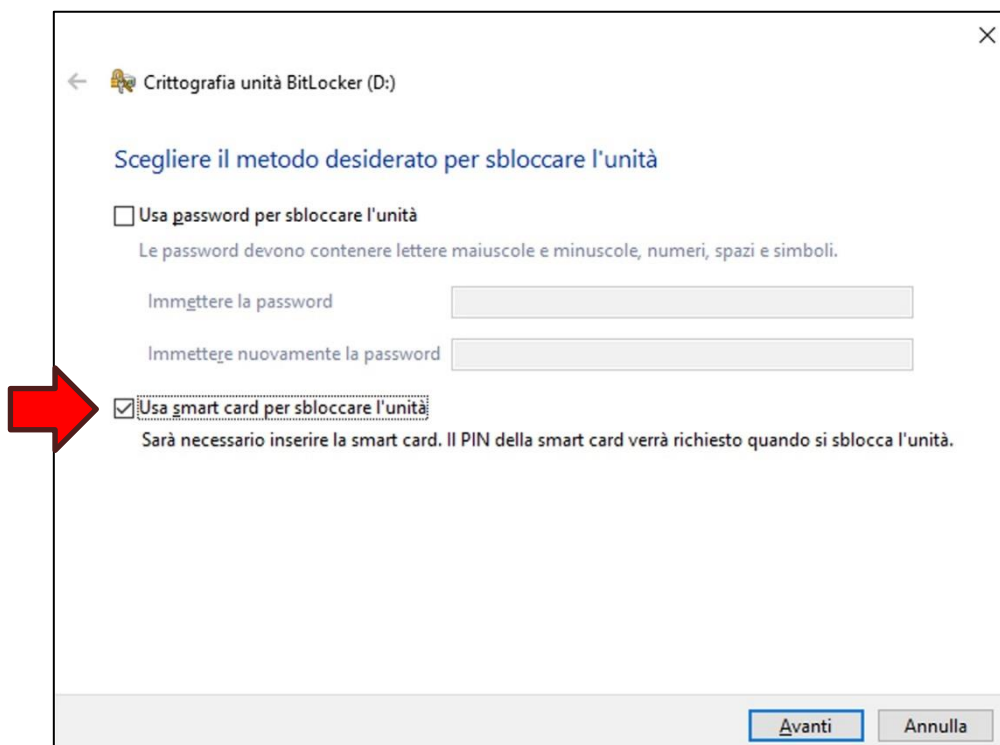 Crittografia unità BitLocker (D:)
Scegliere il metodo desiderato per sbloccare l'unità
Usa password per sbloccare l'unità
Le password devono contenere lettere maiuscole e minuscole, numeri, spazi e simboli.
Immettere la password
Immettere nuovamente la password
Usa smart card per sbloccare l'unità
Sarà necessario inserire la smart card. Il PIN della smart card verrà richiesto quando si sblocca l'unità.
Avanti Annulla